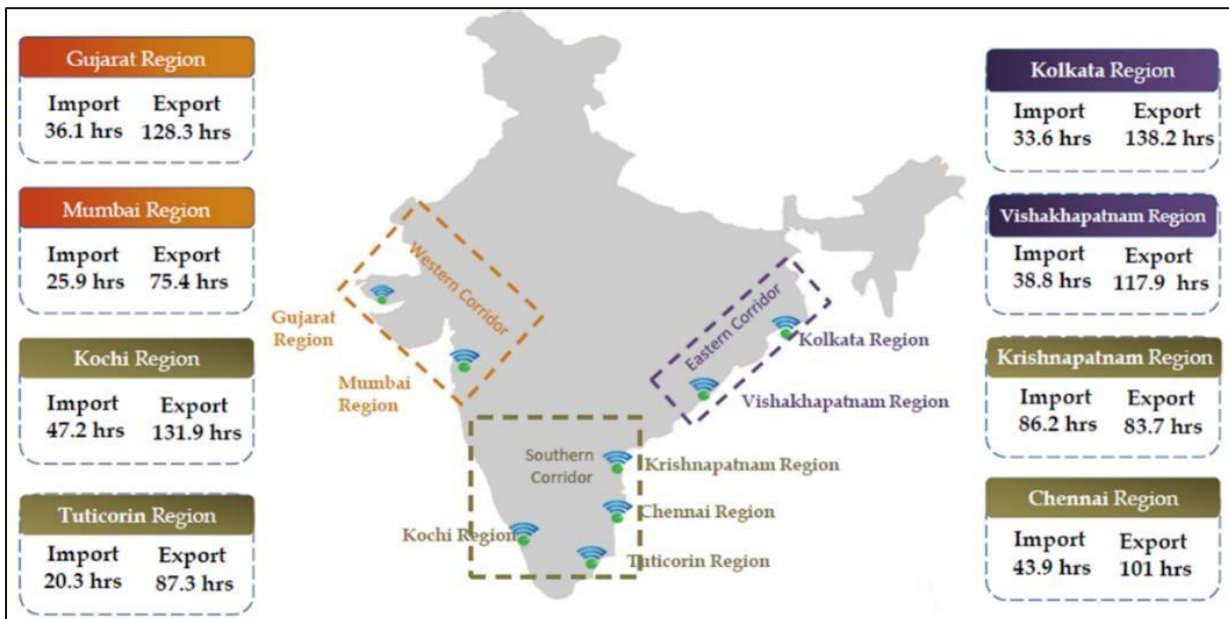 Gujarat Region
Import Export
36.1 hrs 128.3 hrs
Mumbai Region
Import Export
25.9 hrs 75.4 hrs
Kochi Region
Import Export
47.2 hrs 131.9 hrs
Tuticorin Region
Import Export
20.3 hrs 87.3 hrs
Western Corridor
Gujarat
Region
Mumbai
Region
Eastern Corridor
Kolkata Region
Vishakhapatnam Region
Southern
Corridor
Krishnapatnam Region
Chennai Region
Kochi Region
Tuticorin Region
Kolkata Region
Import Export
33.6 hrs 138.2 hrs
Vishakhapatnam Region
Import Export
38.8 hrs 117.9 hrs
Krishnapatnam Region
Import Export
86.2 hrs 83.7 hrs
Chennai Region
Import Export
43.9 hrs 101 hrs